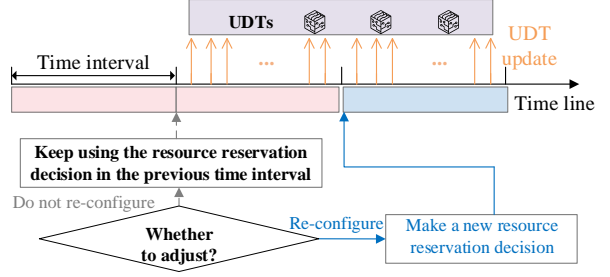 UDTs
UDT
update
...
...
Time interval
Time line
Keep using the resource reservation
decision in the previous time interval
Do not re-configure
Re-configure
Whether
to adjust?
Make a new resource
reservation decision